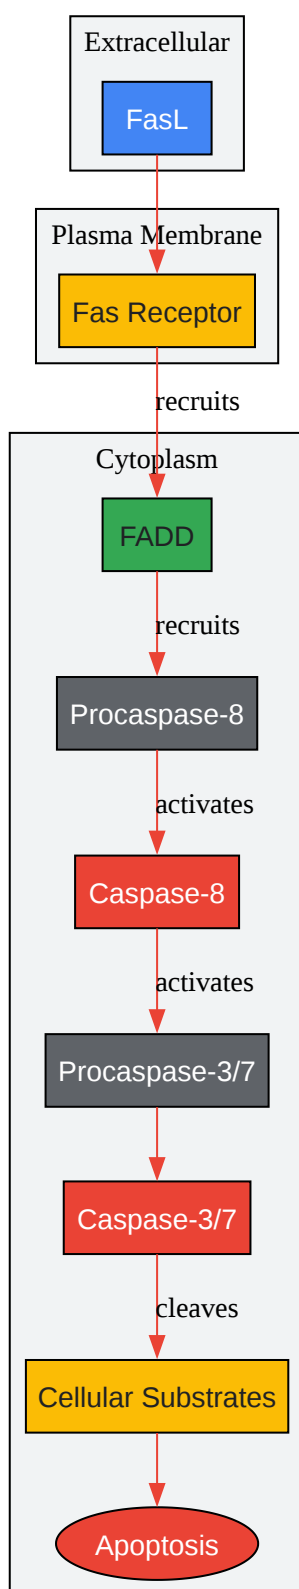 Extracellular
FasL
Plasma Membrane
Fas Receptor
recruits
Cytoplasm
FADD
recruits
Procaspase-8
activates
Caspase-8
activates
Procaspase-3/7
Caspase-3/7
cleaves
Cellular Substrates
Apoptosis